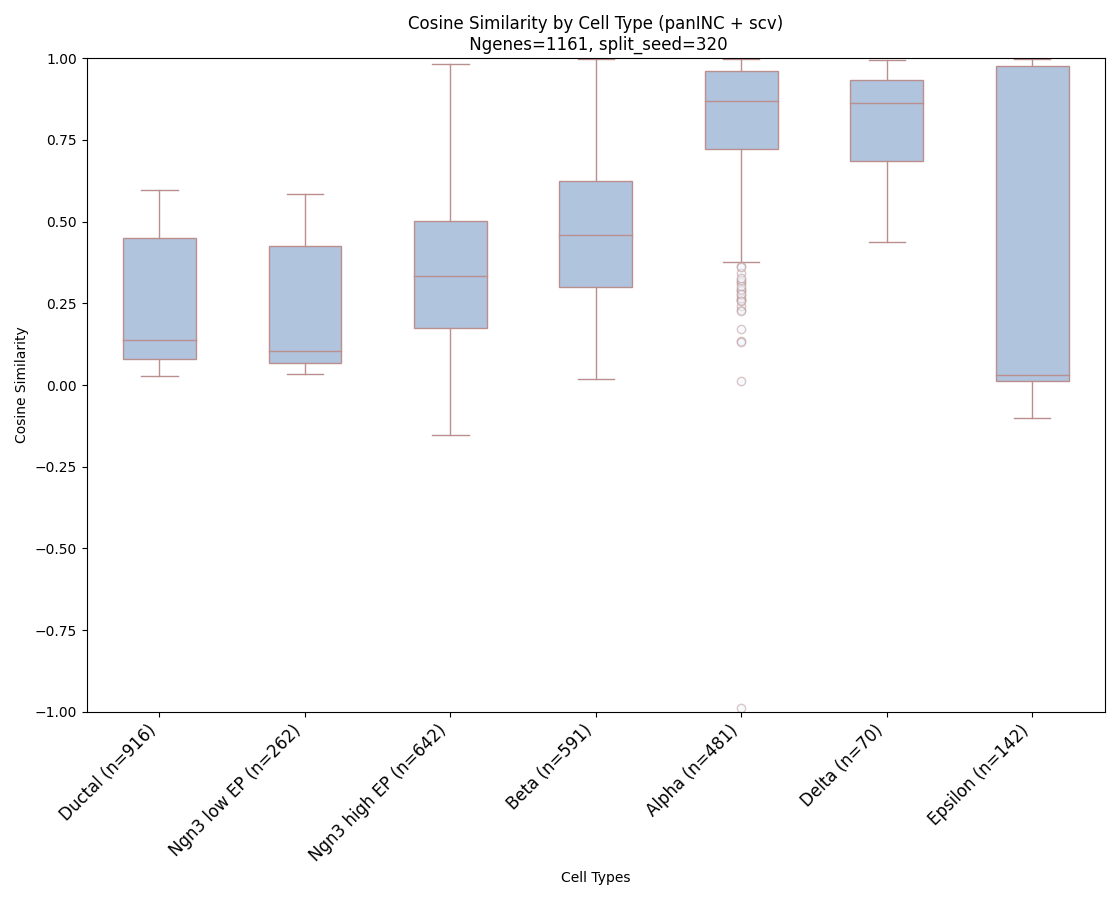 Cosine Similarity by Cell Type (panINC + scv)
Ngenes=1161, split_seed=320
Cosine Similarity
1.00
0.75
0.50
0.25
0.00
−0.25
−0.50
−0.75
−1.00
Ductal (n=916)
Ngn3 low EP (n=262)
Ngn3 high EP (n=642)
Beta (n=591)
Alpha (n=481)
Delta (n=70)
Epsilon (n=142)
Cell Types